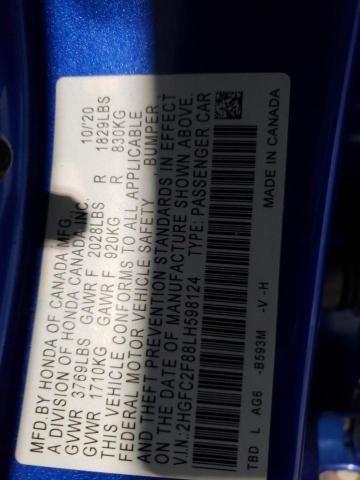 MFD.BY HONDA OF CANADA MFG. 10/20
A DIVISION OF HONDA CANADA INC.
GVWR 3769LBS GAWR F 2028LBS R 1829LBS
GVWR 1710KG GAWR F 920KG R 830KG
THIS VEHICLE CONFORMS TO ALL APPLICABLE
FEDERAL MOTOR VEHICLE SAFETY BUMPER,
AND THEFT PREVENTION STANDARDS IN EFFECT
ON THE DATE OF MANUFACTURE SHOWN ABOVE.
V.I.N.:2HGFC2F88LH598124 TYPE: PASSENGER CAR
TBD L AG6 -B593M -V -H MADE IN CANADA